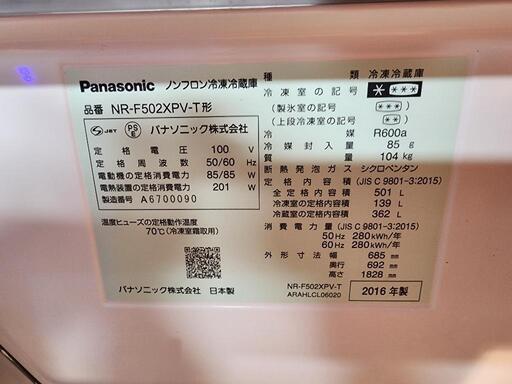 Panasonic ノンフロン冷凍冷蔵庫
品番 NR-F502XPV-T形
JET PSE パナソニック株式会社
定格電圧 100 V
定格周波数 50/60 Hz
電動機の定格消費電力 85/85 W
電熱装置の定格消費電力 201 W
製造番号 A6700090
温度ヒューズの定格動作温度
70℃(冷凍室霜取用)
パナソニック株式会社 日本製
種類 冷凍冷蔵庫
冷凍室の記号
(製氷室の記号)
(上段冷凍室の記号)
冷媒 R600a
冷媒封入量 85 g
質量 104 kg
断熱発泡ガス シクロペンタン
定格内容積 (JIS C 9801-3:2015)
全定格内容積 501 L
冷凍室の定格内容積 139 L
冷蔵室の定格内容積 362 L
消費電力量 (JIS C 9801-3:2015)
50 Hz 280 kWh/年
60 Hz 280 kWh/年
外形寸法 幅 685 mm
奥行 692 mm
高さ 1828 mm
NR-F502XPV-T
ARAHLCL06020
2016 年製